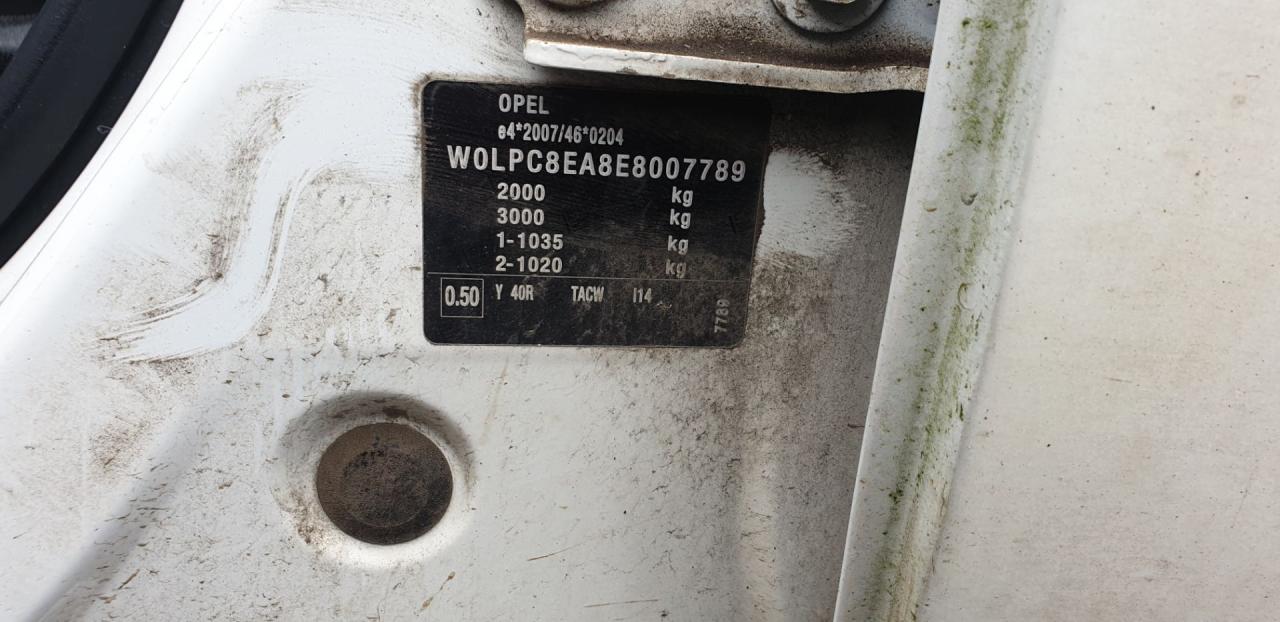 OPEL
e4*2007/46*0204
W0LPC8EA8E8007789
2000 kg
3000 kg
1-1035 kg
2-1020 kg
0.50 Y 40R TACW I14
7789